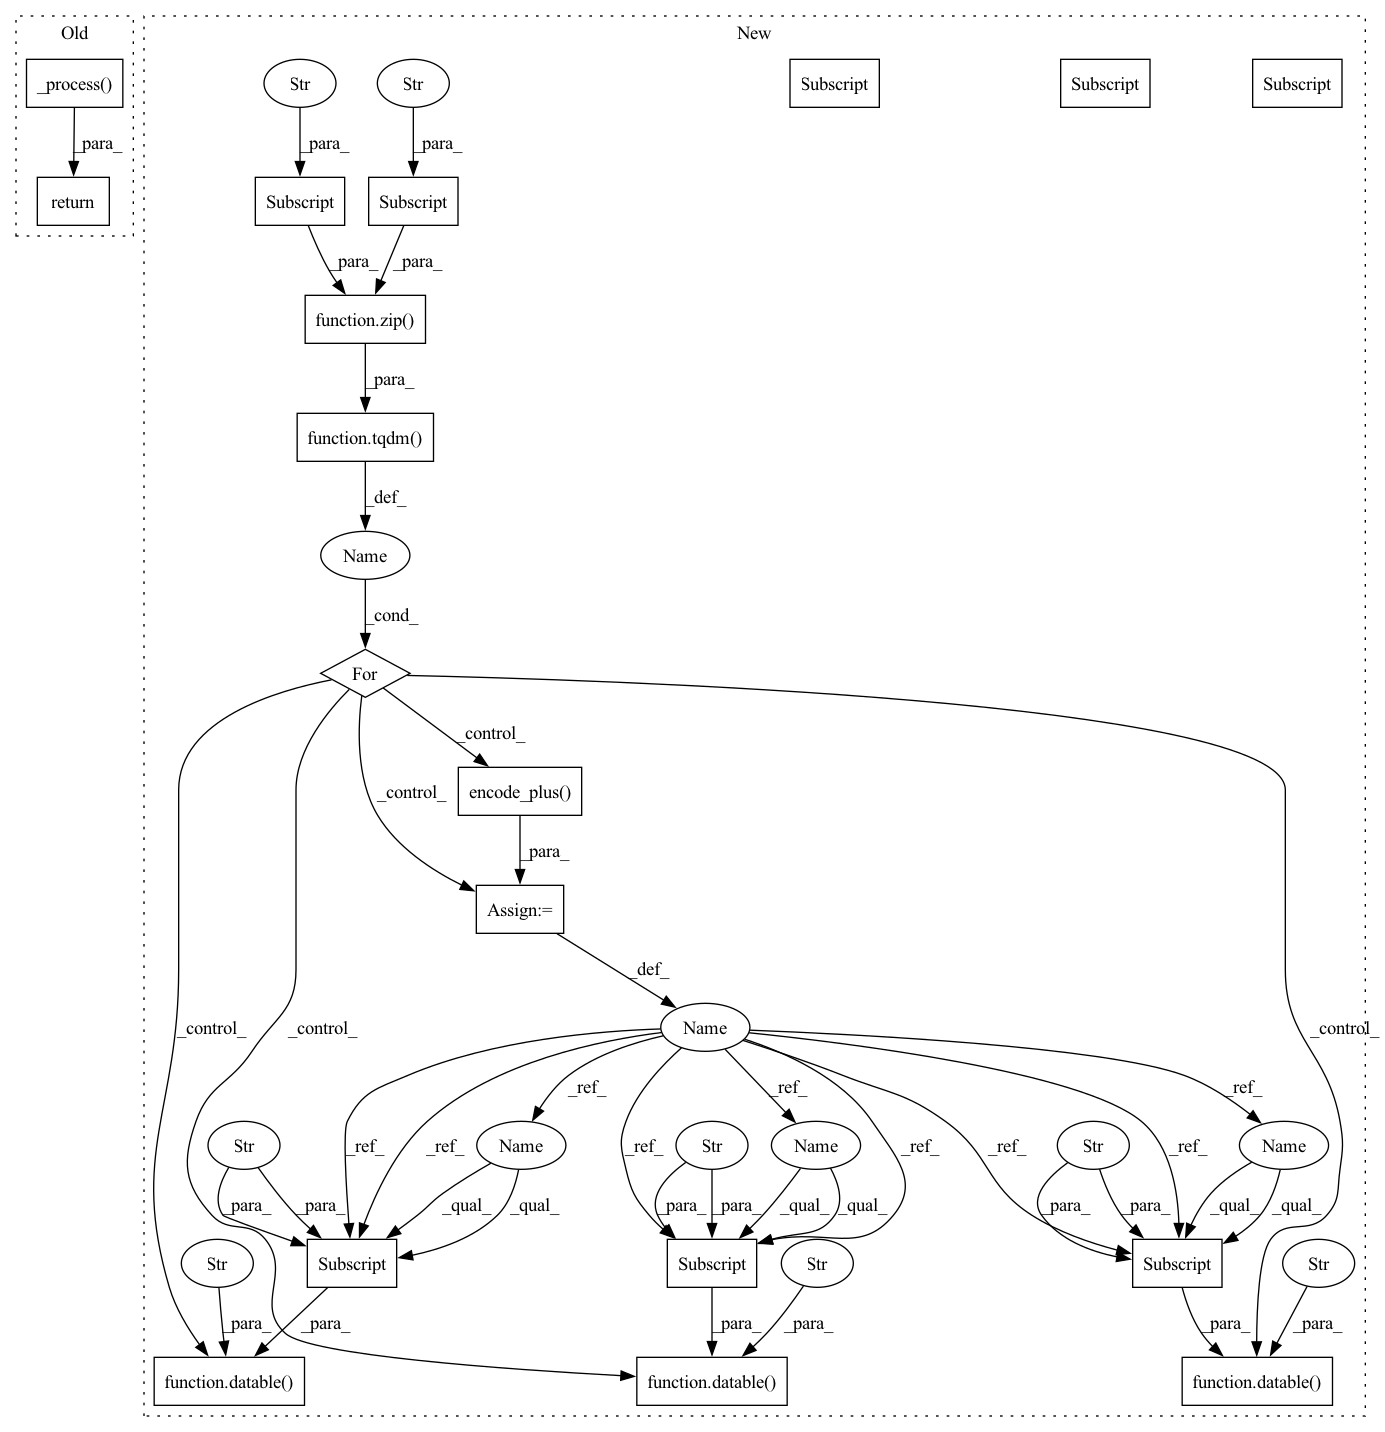 Old
New
_process()
Str
Str
Subscript
Subscript
Subscript
_para_
_para_
_para_
return
Subscript
Subscript
_para_
_para_
function.zip()
_para_
function.tqdm()
_def_
Name
_cond_
For
_control_
encode_plus()
_control_
_para_
Assign:=
_def_
_control_
_control_
Name
_control_
_ref_
_ref_
_ref_
Str
Name
Str
Name
Str
Name
_ref_
_ref_
_ref_
_ref_
_ref_
_ref_
_para_
_para_
_qual_
_qual_
_para_
_para_
_qual_
_qual_
_para_
_para_
_qual_
_qual_
Str
Subscript
Subscript
Str
Subscript
Str
_para_
_para_
_para_
_para_
_para_
_para_
function.datable()
function.datable()
function.datable()